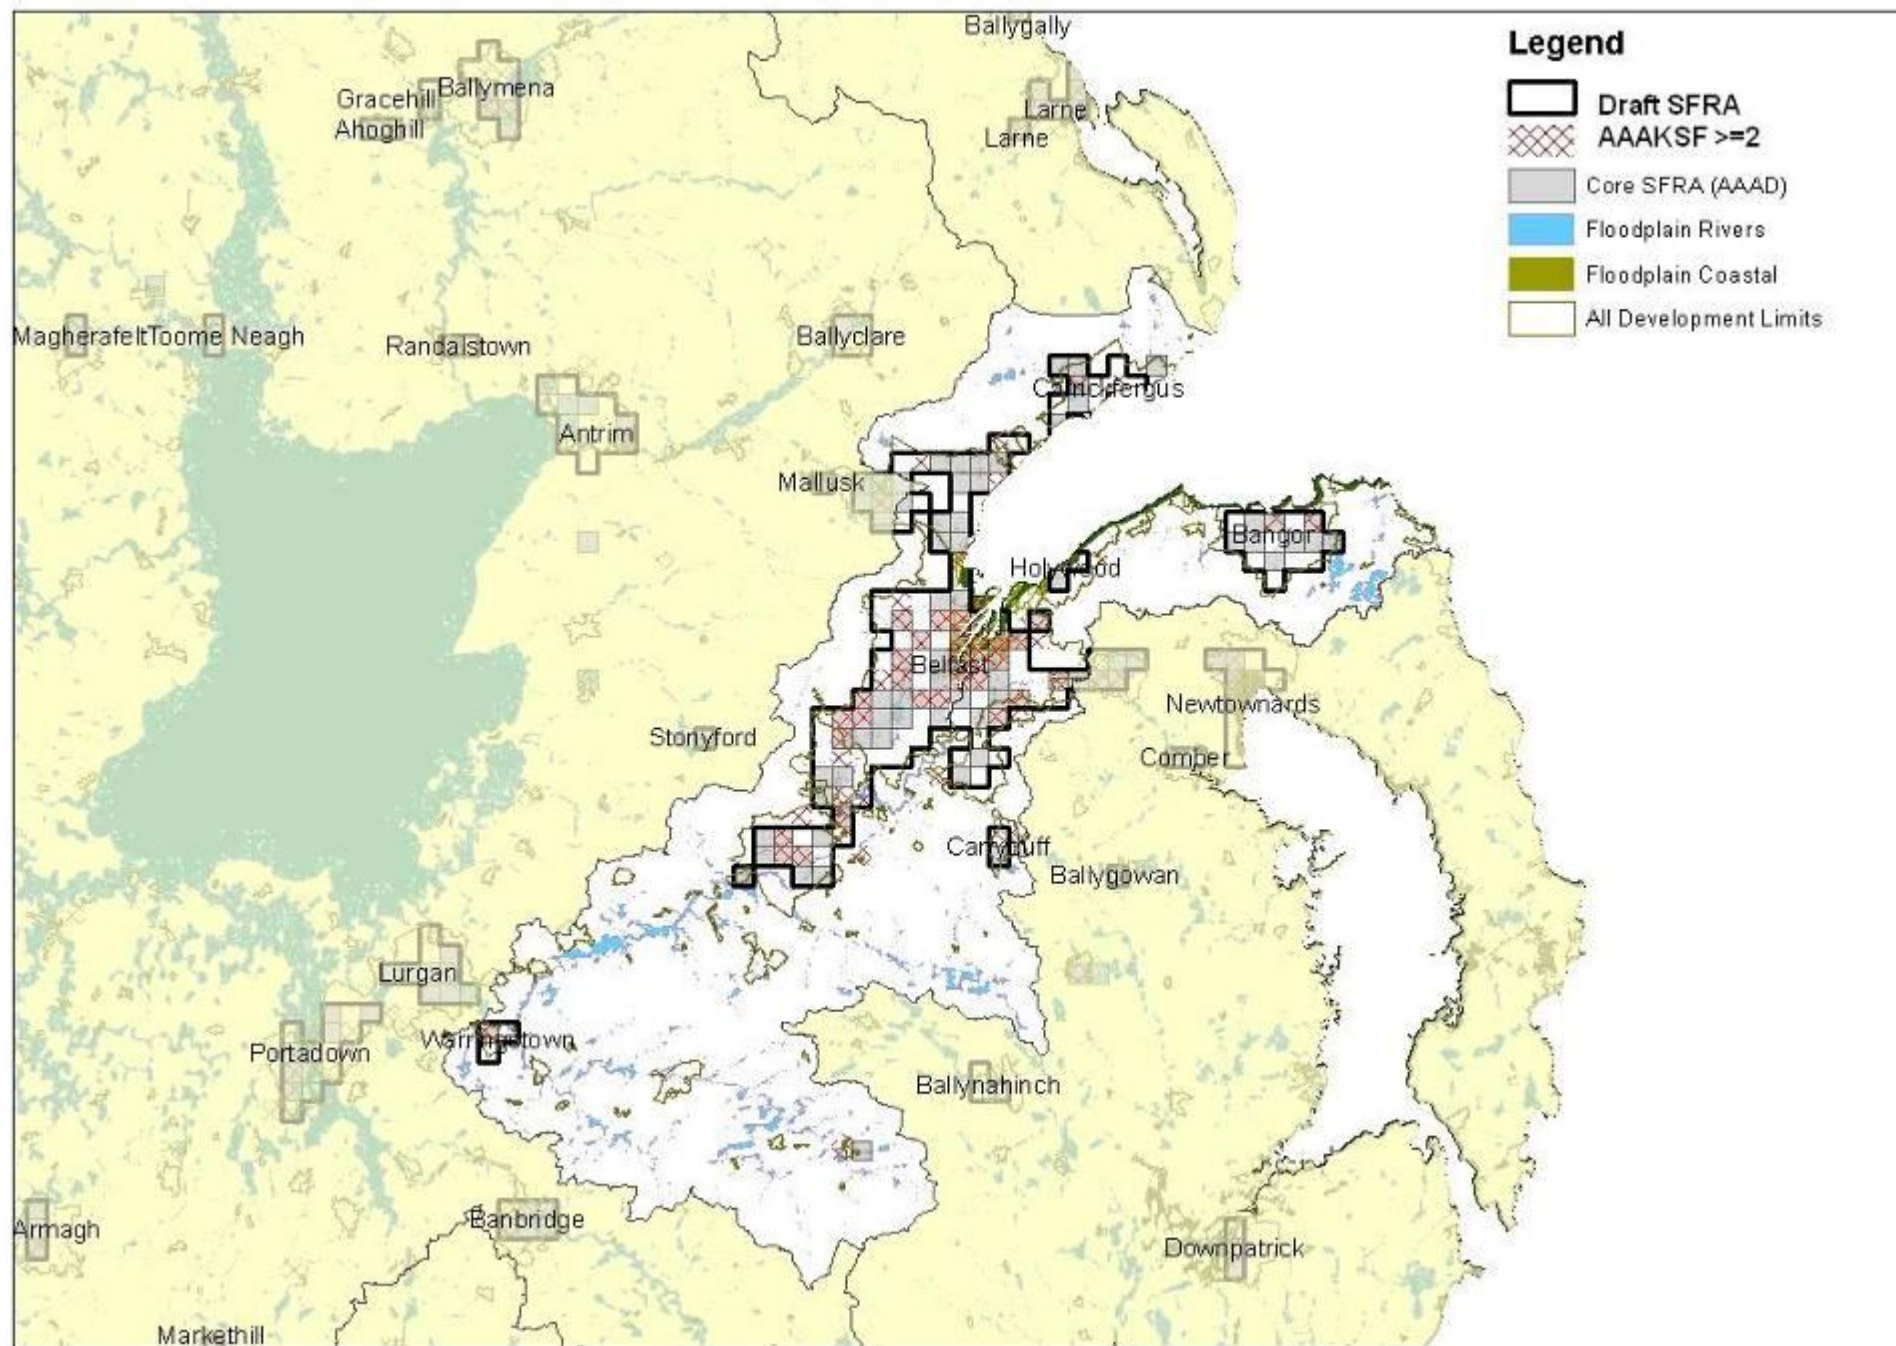 Ballygally
Legend
Draft SFRA
AAAKSF >=2
Core SFRA (AAAD)
Floodplain Rivers
Floodplain Coastal
All Development Limits
Ballymena
Gracehill
Ahoghill
Larne
Larne
Magherafelt
Toome
Neagh
Randalstown
Ballyclare
Carrickfergus
Antrim
Mallusk
Bangor
Holywood
Belfast
Newtownards
Stonyford
Comber
Carryduff
Ballygowan
Lurgan
Warringstown
Portadown
Ballynahinch
Armagh
Banbridge
Downpatrick
Markethill